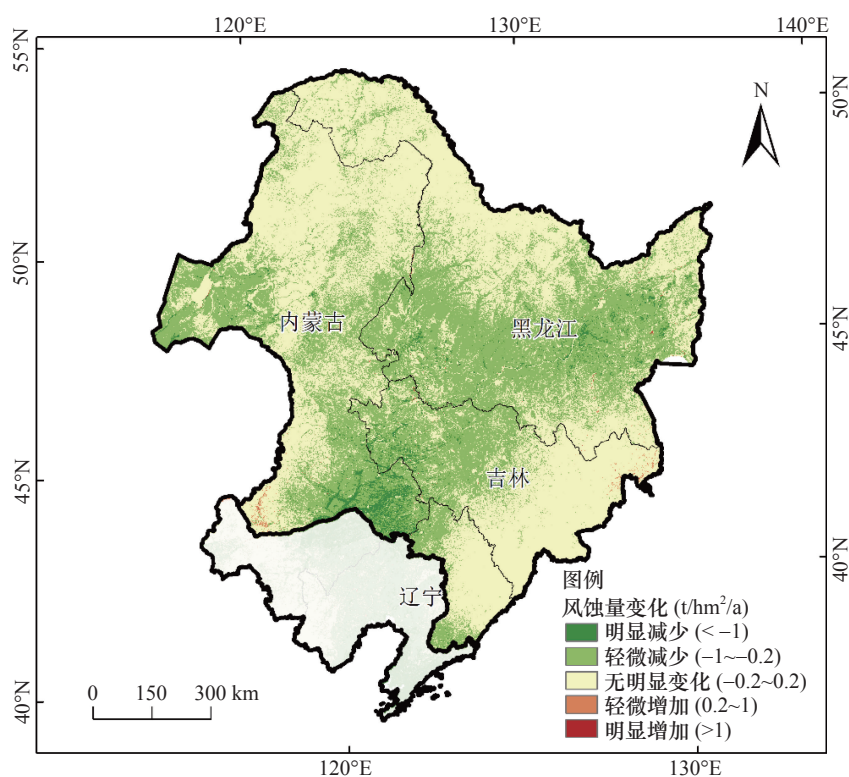 120°E
130°E
140°E
55°N
50°N
N
50°N
内蒙古
黑龙江
45°N
45°N
吉林
40°N
辽宁
图例
风蚀量变化 (t/hm²/a)
明显减少 (< −1)
轻微减少 (−1~−0.2)
无明显变化 (−0.2~0.2)
轻微增加 (0.2~1)
明显增加 (>1)
40°N
0 150 300 km
120°E
130°E